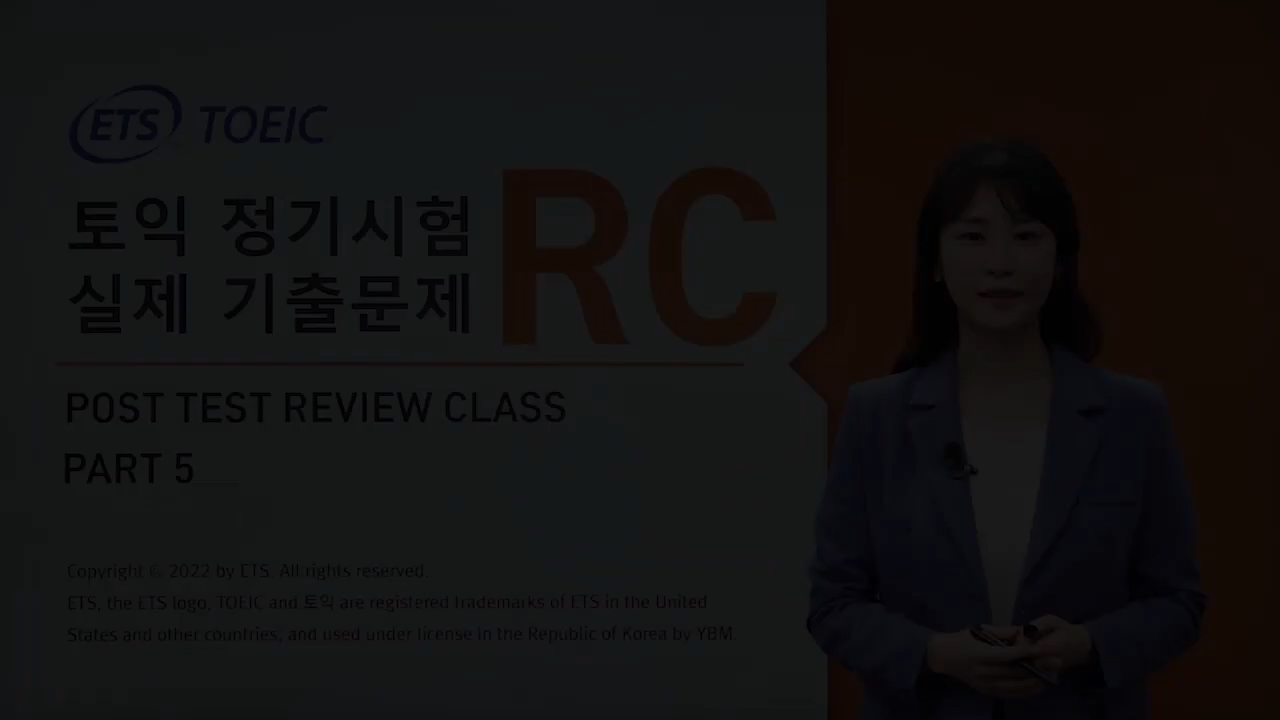 ETS TOEIC
토익 정기시험
실제 기출문제
RC
POST TEST REVIEW CLASS
PART 5
Copyright © 2022 by ETS. All rights reserved.
ETS, the ETS logo, TOEIC and 토익 are registered trademarks of ETS in the United
States and other countries, and used under license in the Republic of Korea by YBM.